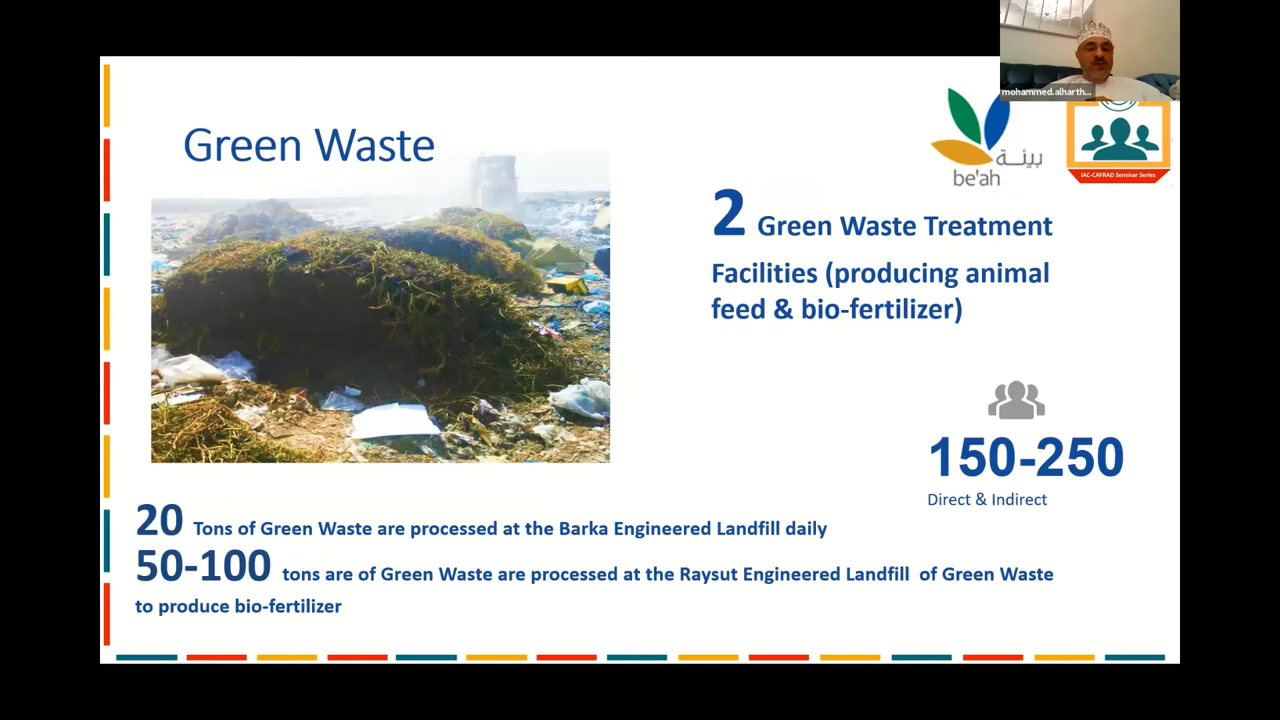 mohammed.alharth...
Green Waste
بيئـة
be'ah
IAC-CAFRAD Seminar Series
2 Green Waste Treatment
Facilities (producing animal
feed & bio-fertilizer)
150-250
Direct & Indirect
20 Tons of Green Waste are processed at the Barka Engineered Landfill daily
50-100 tons are of Green Waste are processed at the Raysut Engineered Landfill of Green Waste
to produce bio-fertilizer